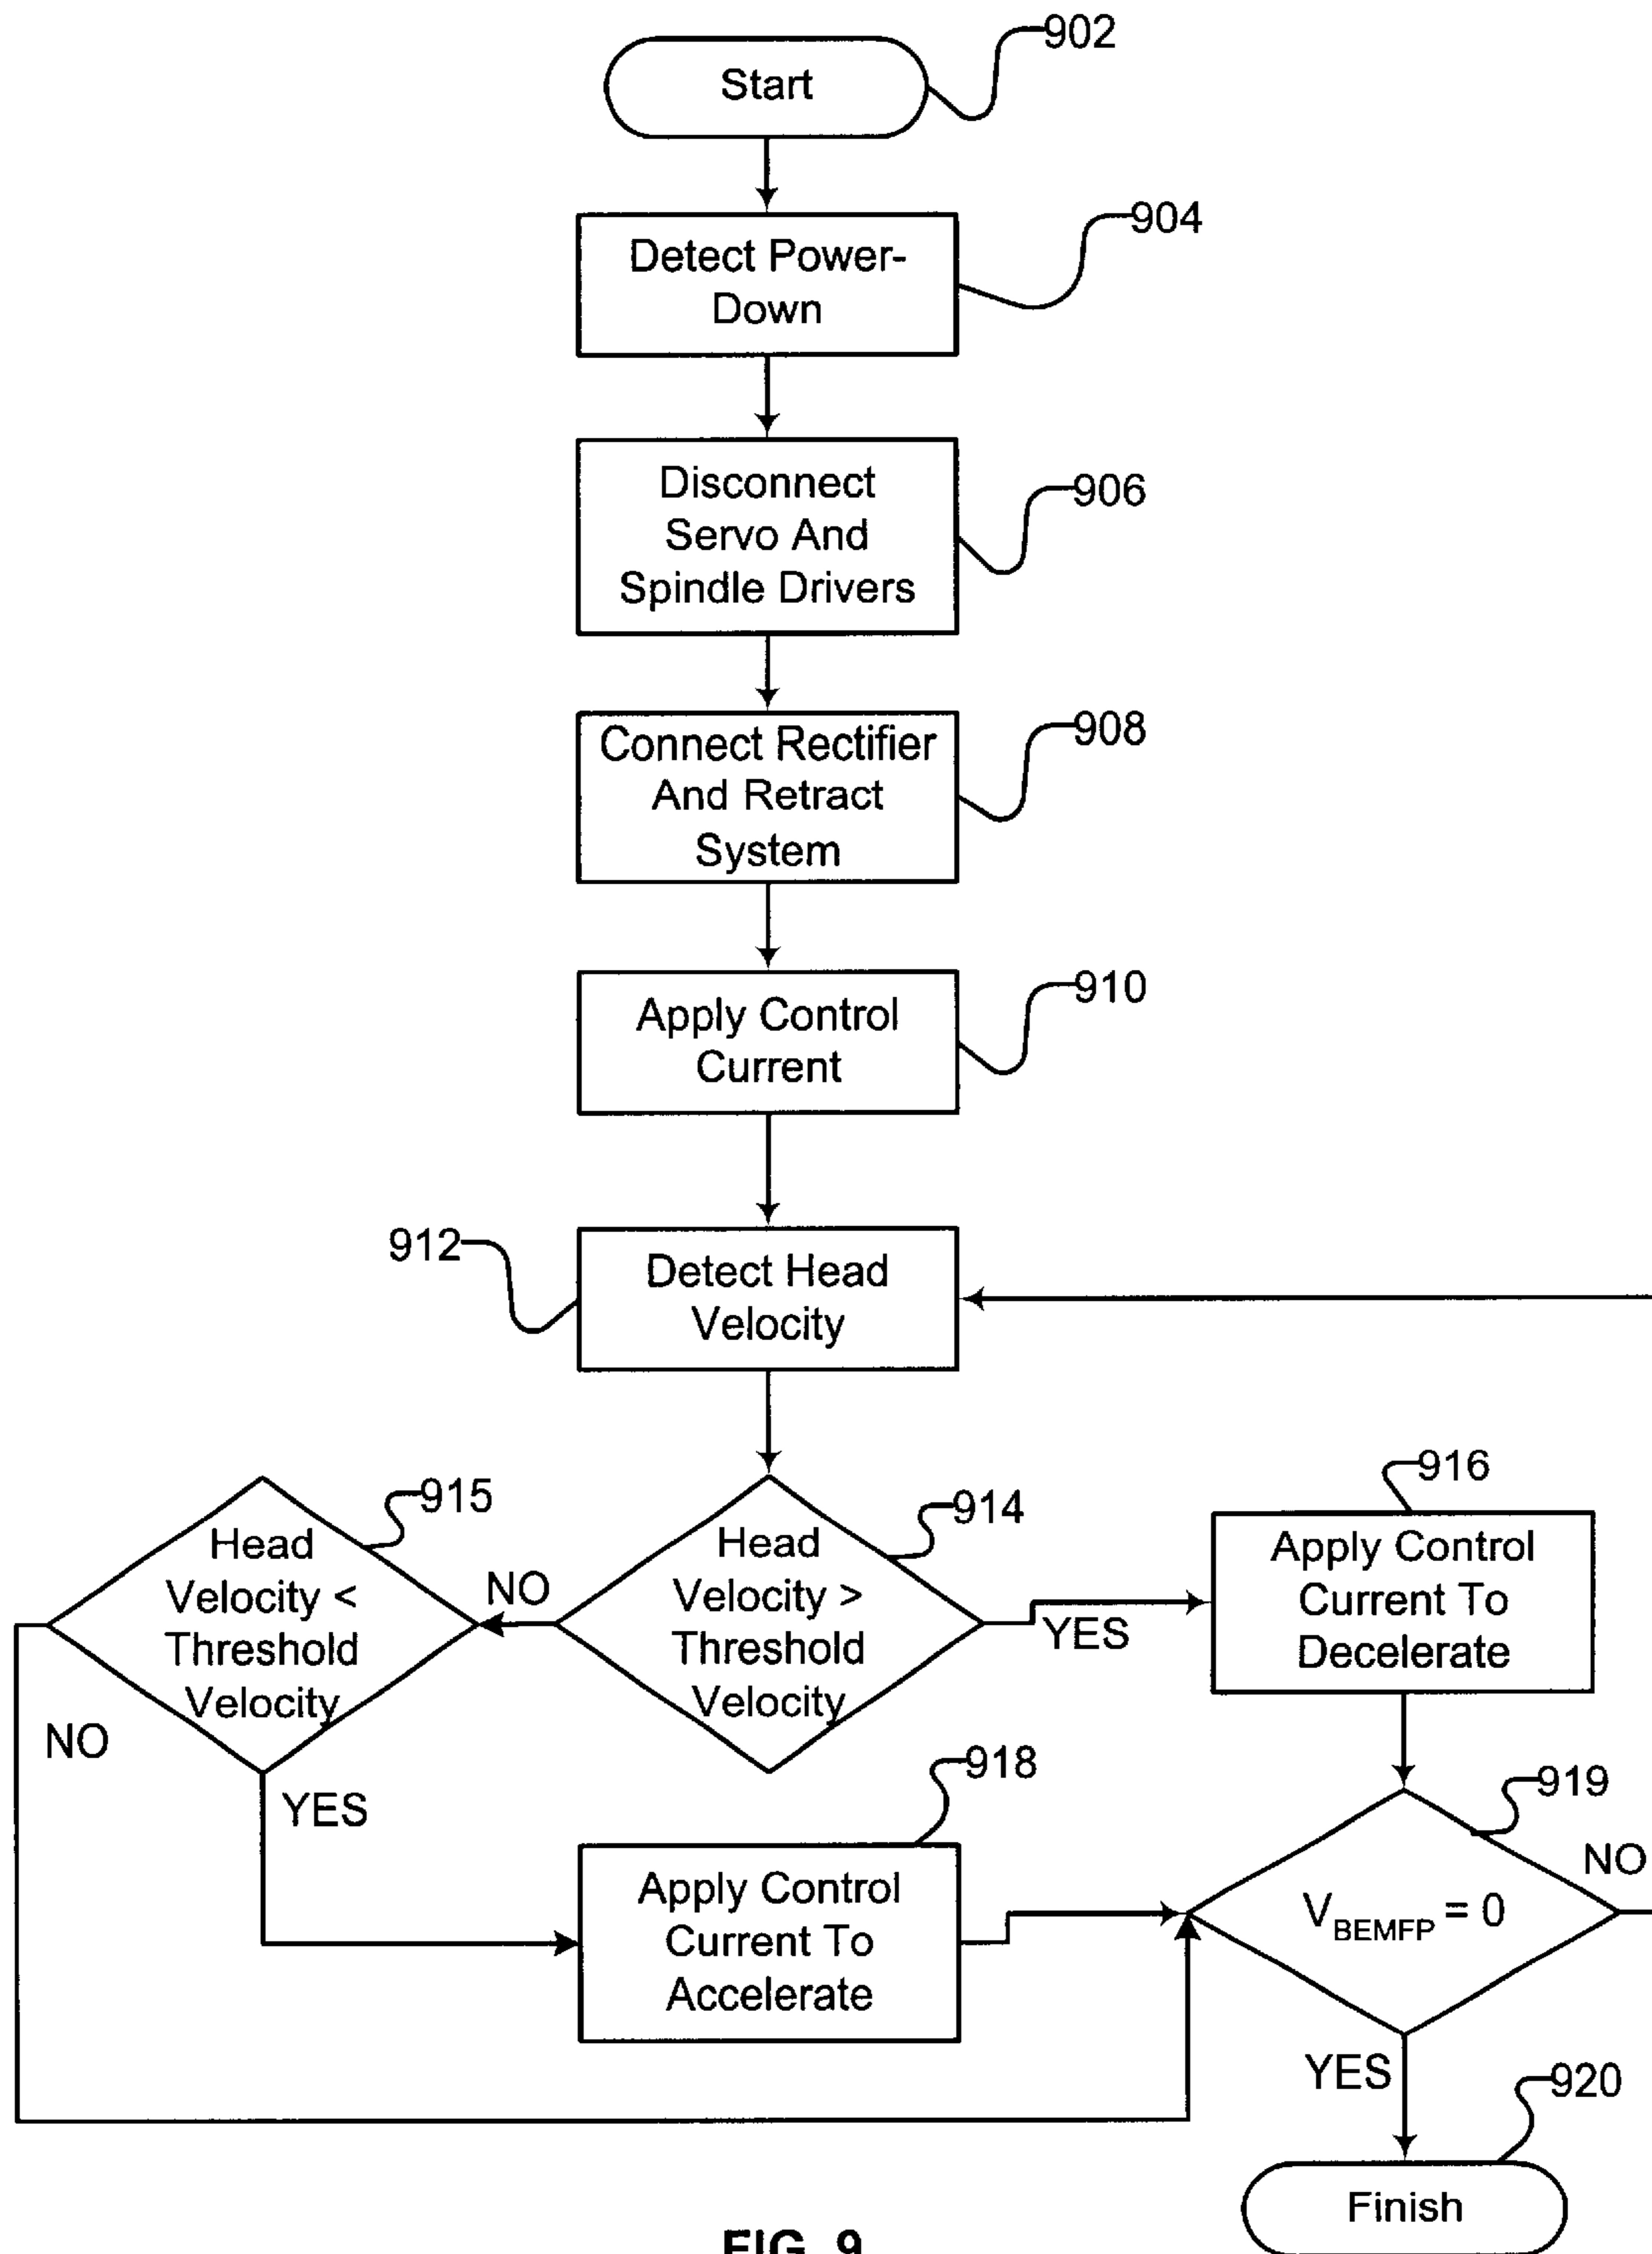 902
Start
904
Detect Power-
Down
906
Disconnect
Servo And
Spindle Drivers
908
Connect Rectifier
And Retract
System
910
Apply Control
Current
912
Detect Head
Velocity
915
Head
Velocity <
Threshold
Velocity
NO
YES
914
Head
Velocity >
Threshold
Velocity
NO
YES
916
Apply Control
Current To
Decelerate
918
Apply Control
Current To
Accelerate
919
V BEMFP = 0
NO
YES
920
Finish
FIG. 9